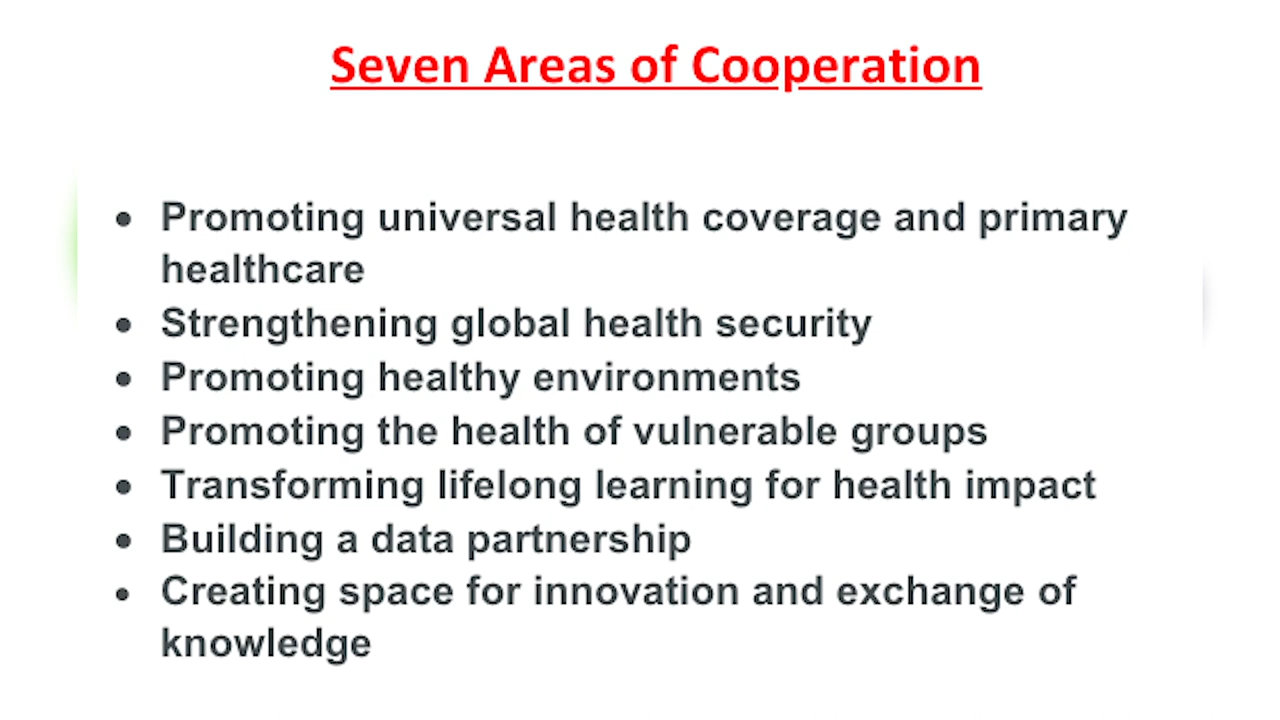 Seven Areas of Cooperation
• Promoting universal health coverage and primary
healthcare
• Strengthening global health security
• Promoting healthy environments
• Promoting the health of vulnerable groups
• Transforming lifelong learning for health impact
• Building a data partnership
• Creating space for innovation and exchange of
knowledge